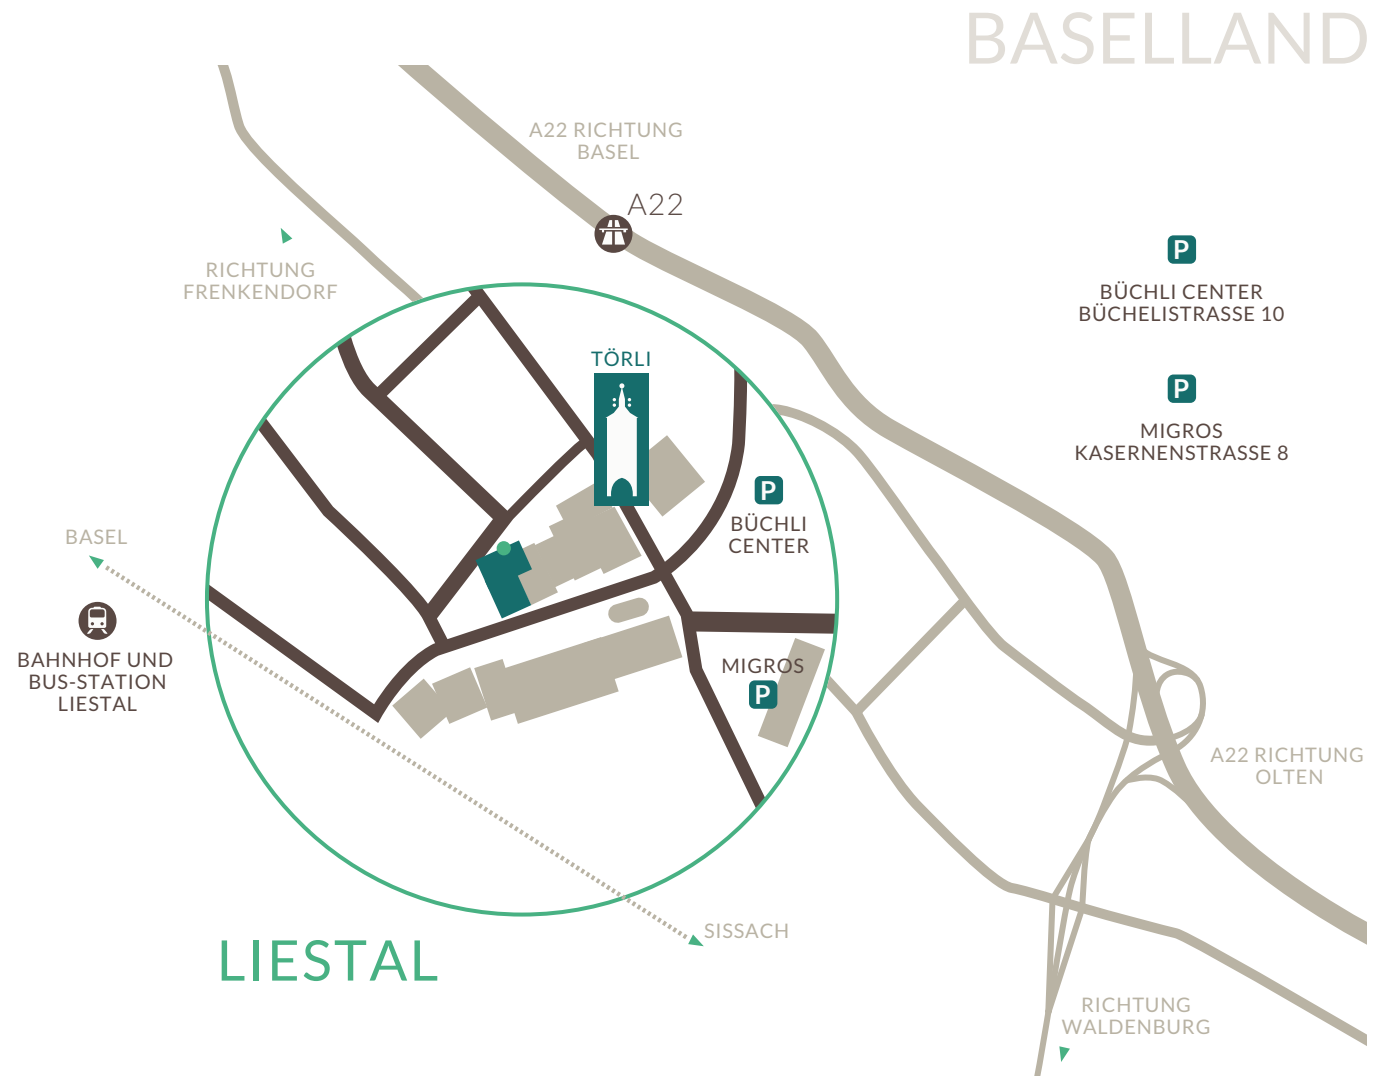 BASELLAND
A22 RICHTUNG
BASEL
A22
RICHTUNG
FRENKENDORF
P
BÜCHLI CENTER
BÜCHELISTRASSE 10
P
MIGROS
KASERNENSTRASSE 8
TÖRLI
P
BÜCHLI
CENTER
BASEL
BAHNHOF UND
BUS-STATION
LIESTAL
MIGROS
P
A22 RICHTUNG
OLTEN
SISSACH
LIESTAL
RICHTUNG
WALDENBURG